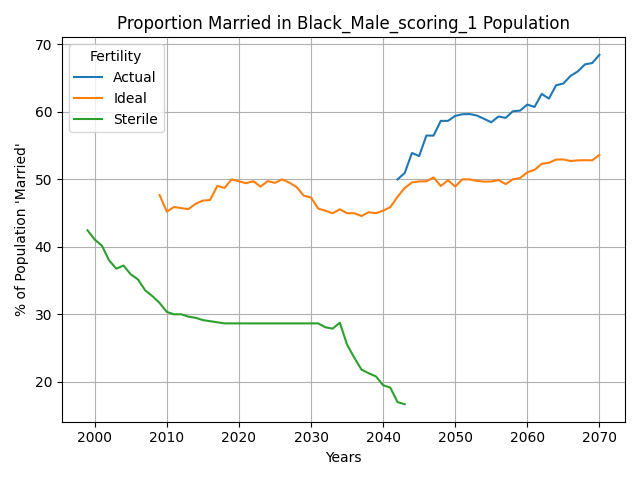 Proportion Married in Black_Male_scoring_1 Population
% of Population 'Married'
70
60
50
40
30
20
Fertility
Actual
Ideal
Sterile
2000 2010 2020 2030 2040 2050 2060 2070
Years